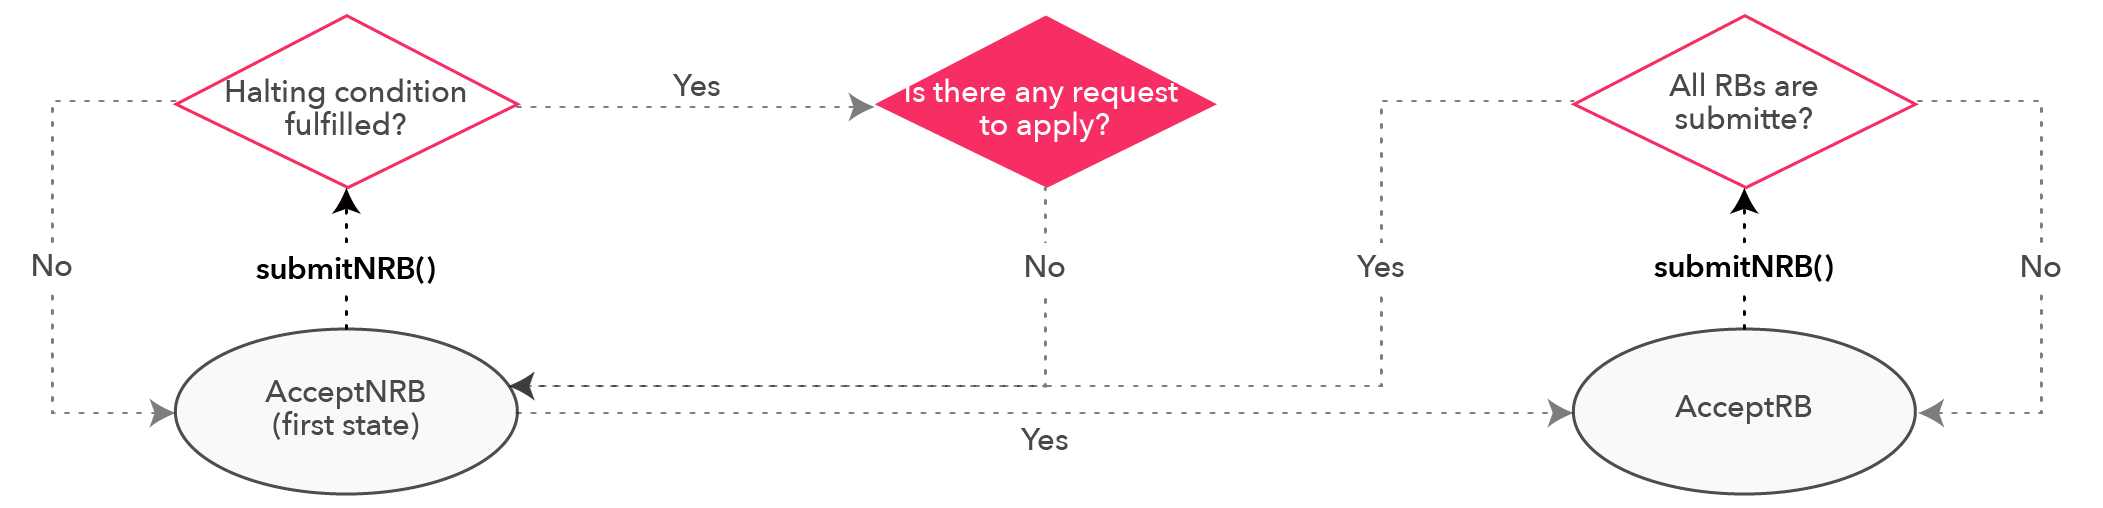 Halting condition
fulfilled?
Yes
Is there any request
to apply?
All RBs are
submitte?
No
submitNRB()
No
Yes
submitNRB()
No
AcceptNRB
(first state)
Yes
AcceptRB